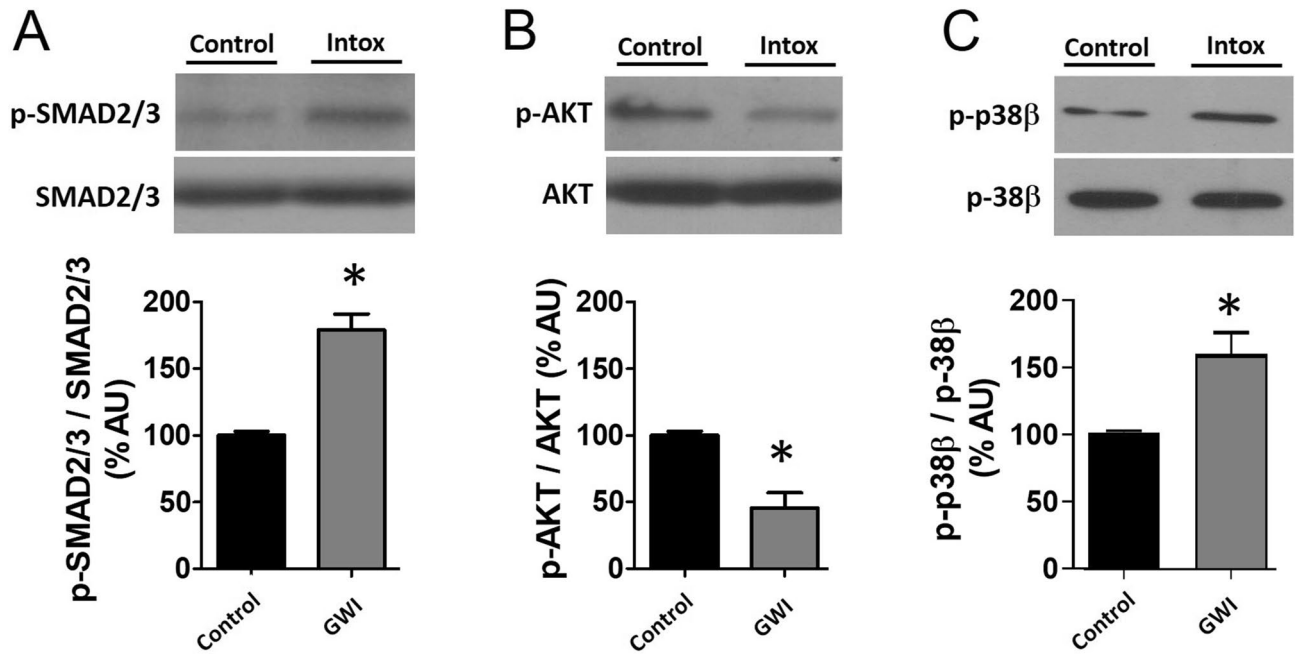 A
Control Intox
p-SMAD2/3
SMAD2/3
p-SMAD2/3 / SMAD2/3
(% AU)
200
*
150
100
50
0
Control
GWI
B
Control Intox
p-AKT
AKT
p-AKT / AKT (% AU)
200
150
100
*
50
0
Control
GWI
C
Control Intox
p-p38β
p-38β
p-p38β / p-38β
(% AU)
200
*
150
100
50
0
Control
GWI